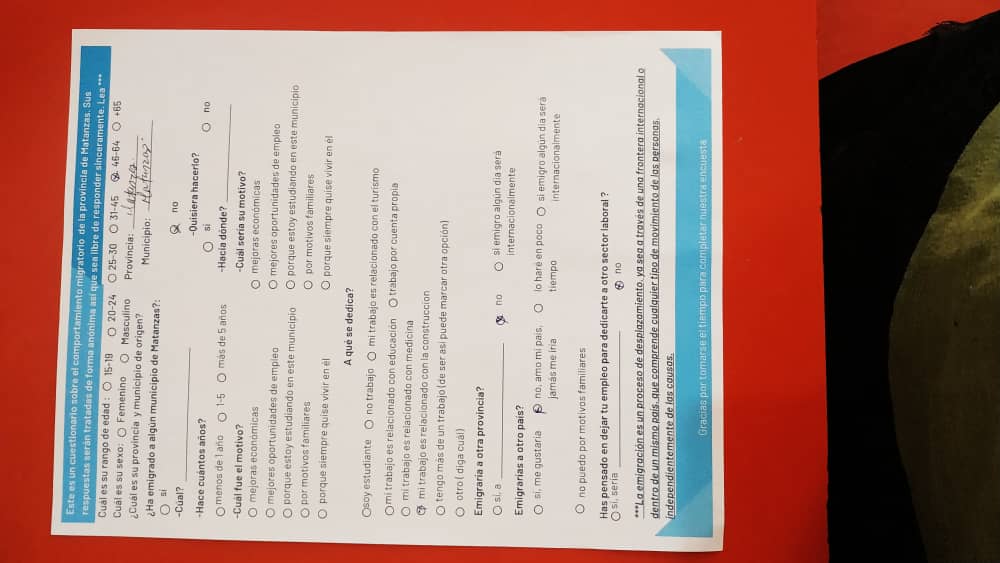 Este es un cuestionario sobre el comportamiento migratorio de la provincia de Matanzas. Sus
respuestas serán tratadas de forma anónima así que sea libre de responder sinceramente. Lea ***
Cuál es su rango de edad : 15-19 20-24 25-30 31-45 46-64 +65
Cuál es su sexo: Femenino Masculino
¿Cuál es su provincia y municipio de origen? Provincia: Matanzas
Municipio: Matanzas
¿Ha emigrado a algún municipio de Matanzas?:
si no
-Cuál?
-Quisiera hacerlo?
si no
-Hace cuántos años?
menos de 1 año 1-5 más de 5 años
-Hacia dónde?
-Cuál fue el motivo?
-Cuál sería su motivo?
mejoras económicas mejoras económicas
mejores oportunidades de empleo mejores oportunidades de empleo
porque estoy estudiando en este municipio porque estoy estudiando en este municipio
por motivos familiares por motivos familiares
porque siempre quise vivir en él porque siempre quise vivir en él
A qué se dedica?
soy estudiante no trabajo mi trabajo es relacionado con el turismo
mi trabajo es relacionado con educación trabajo por cuenta propia
mi trabajo es relacionado con medicina
mi trabajo es relacionado con la construccion
tengo más de un trabajo (de ser así puede marcar otra opción)
otro ( diga cuál)
Emigraría a otra provincia?
si, a no si emigro algún día será
internacionalmente
Emigrarías a otro país?
si, me gustaría no, amo mi país, lo haré en poco si emigro algún día será
jamás me iría tiempo internacionalmente
no puedo por motivos familiares
Has pensado en dejar tu empleo para dedicarte a otro sector laboral ?
si, sería no
***La emigración es un proceso de desplazamiento, ya sea a través de una frontera internacional o
dentro de un mismo país, que comprende cualquier tipo de movimiento de las personas,
independientemente de las causas.
Gracias por tomarse el tiempo para completar nuestra encuesta